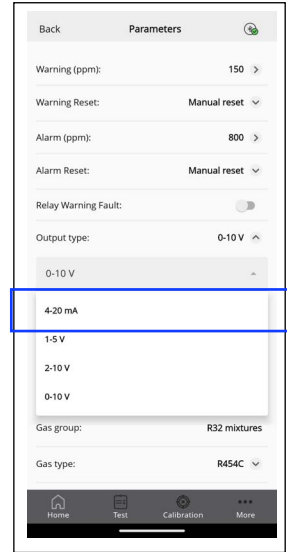 Back Parameters
Warning (ppm): 150
Warning Reset: Manual reset
Alarm (ppm): 800
Alarm Reset: Manual reset
Relay Warning Fault:
Output type: 0-10 V
0-10 V
4-20 mA
1-5 V
2-10 V
0-10 V
Gas group: R32 mixtures
Gas type: R454C
Home Test Calibration More